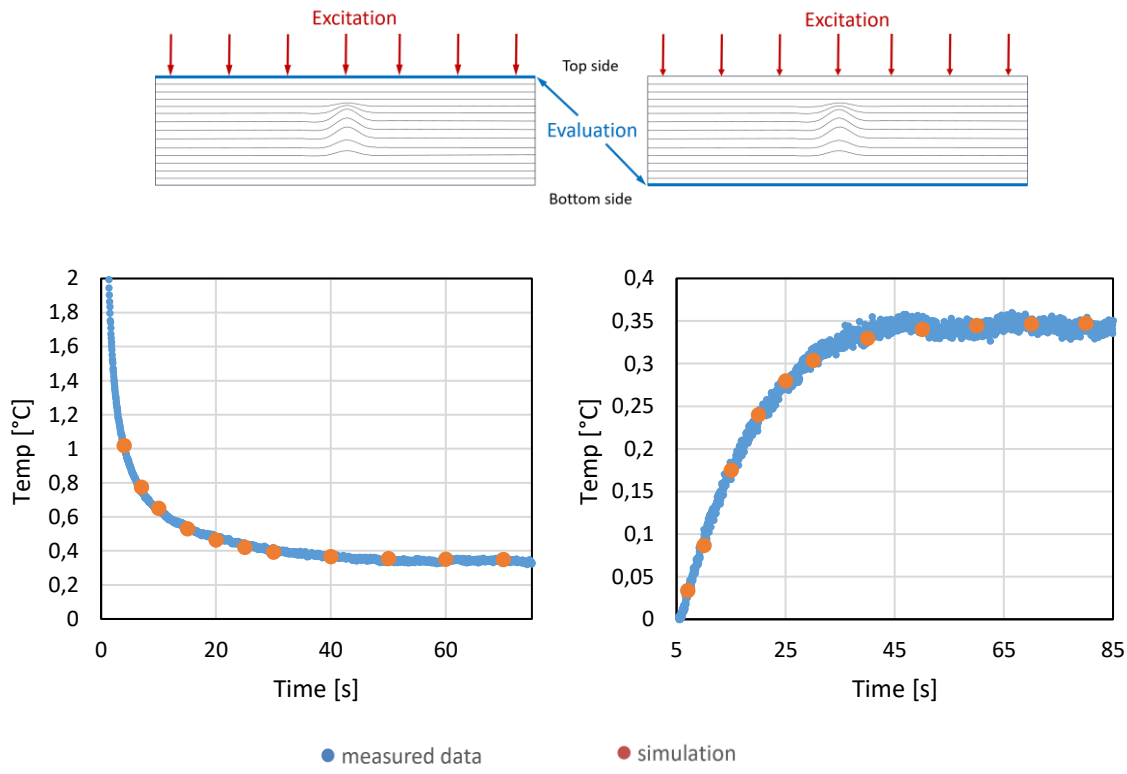 Excitation
Excitation
Top side
Evaluation
Bottom side
2
1,8
1,6
1,4
1,2
1
0,8
0,6
0,4
0,2
0
Temp [°C]
0
20
40
60
Time [s]
0,4
0,35
0,3
0,25
0,2
0,15
0,1
0,05
0
Temp [°C]
5
25
45
65
85
Time [s]
measured data
simulation